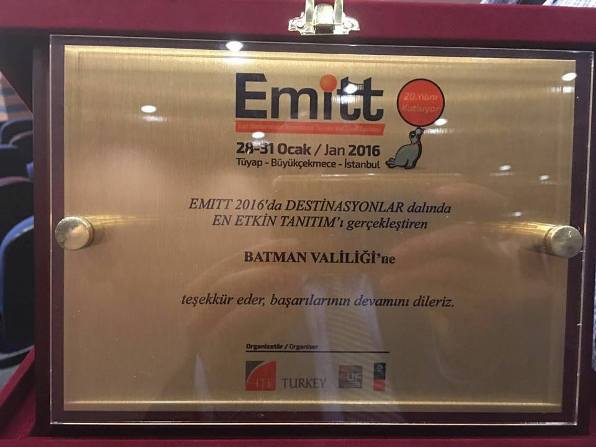 Emitt
20.Yılını
Kutluyor
28-31 Ocak / Jan 2016
Tüyap - Büyükçekmece - İstanbul
EMITT 2016'da DESTİNASYONLAR dalında
EN ETKİN TANITIM'ı gerçekleştiren
BATMAN VALİLİĞİ'ne
teşekkür eder, başarılarının devamını dileriz.
Organizatör / Organiser
TURKEY